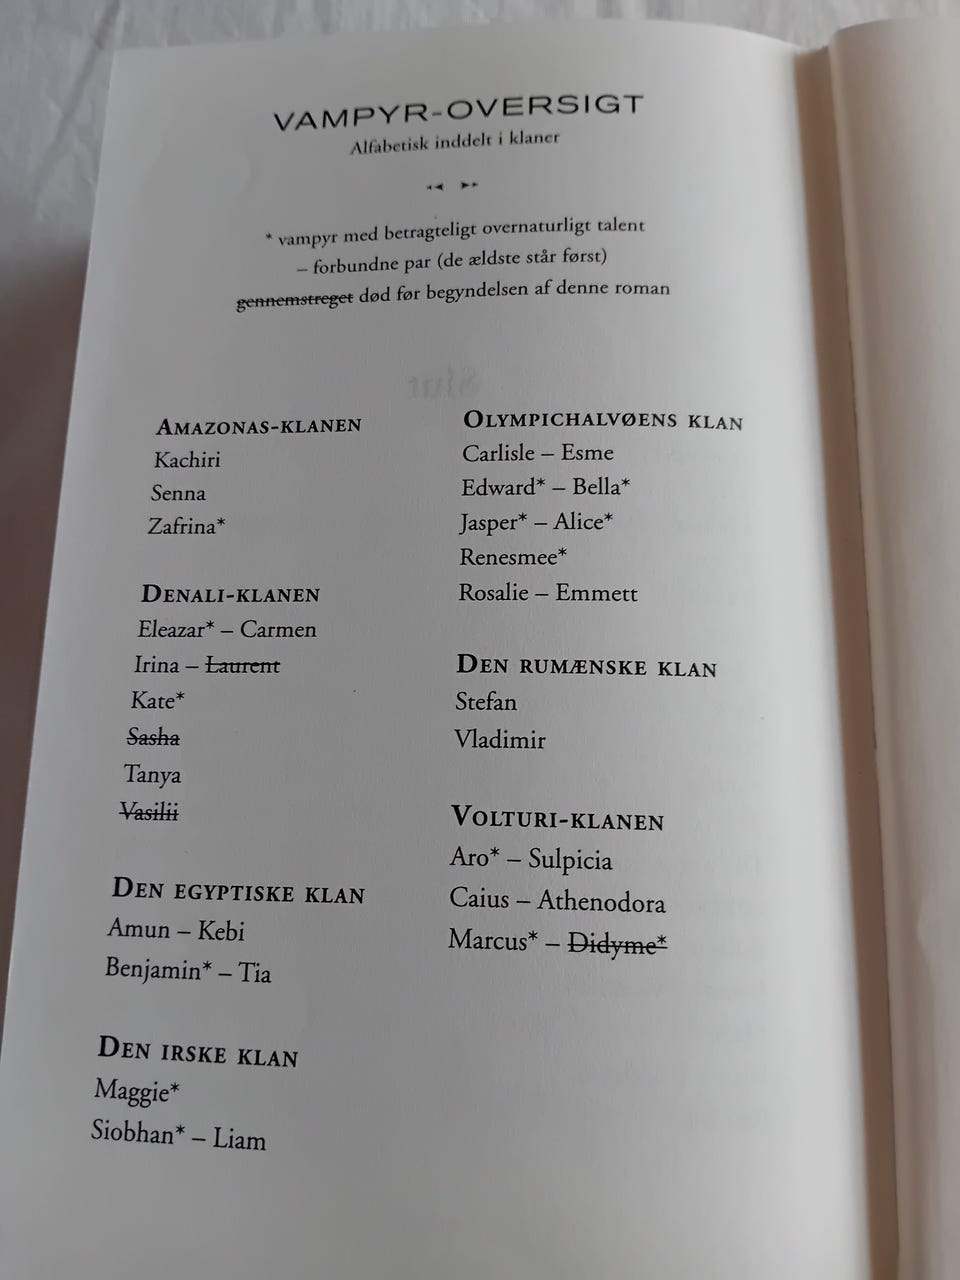 VAMPYR-OVERSIGT
Alfabetisk inddelt i klaner
* vampyr med betragteligt overnaturligt talent
– forbundne par (de ældste står først)
gennemstreget død før begyndelsen af denne roman
AMAZONAS-KLANEN
Kachiri
Senna
Zafrina*
DENALI-KLANEN
Eleazar* – Carmen
Irina – Laurent
Kate*
Sasha
Tanya
Vasilii
DEN EGYPTISKE KLAN
Amun – Kebi
Benjamin* – Tia
DEN IRSKE KLAN
Maggie*
Siobhan* – Liam
OLYMPICHALVØENS KLAN
Carlisle – Esme
Edward* – Bella*
Jasper* – Alice*
Renesmee*
Rosalie – Emmett
DEN RUMÆNSKE KLAN
Stefan
Vladimir
VOLTURI-KLANEN
Aro* – Sulpicia
Caius – Athenodora
Marcus* – Didyme*